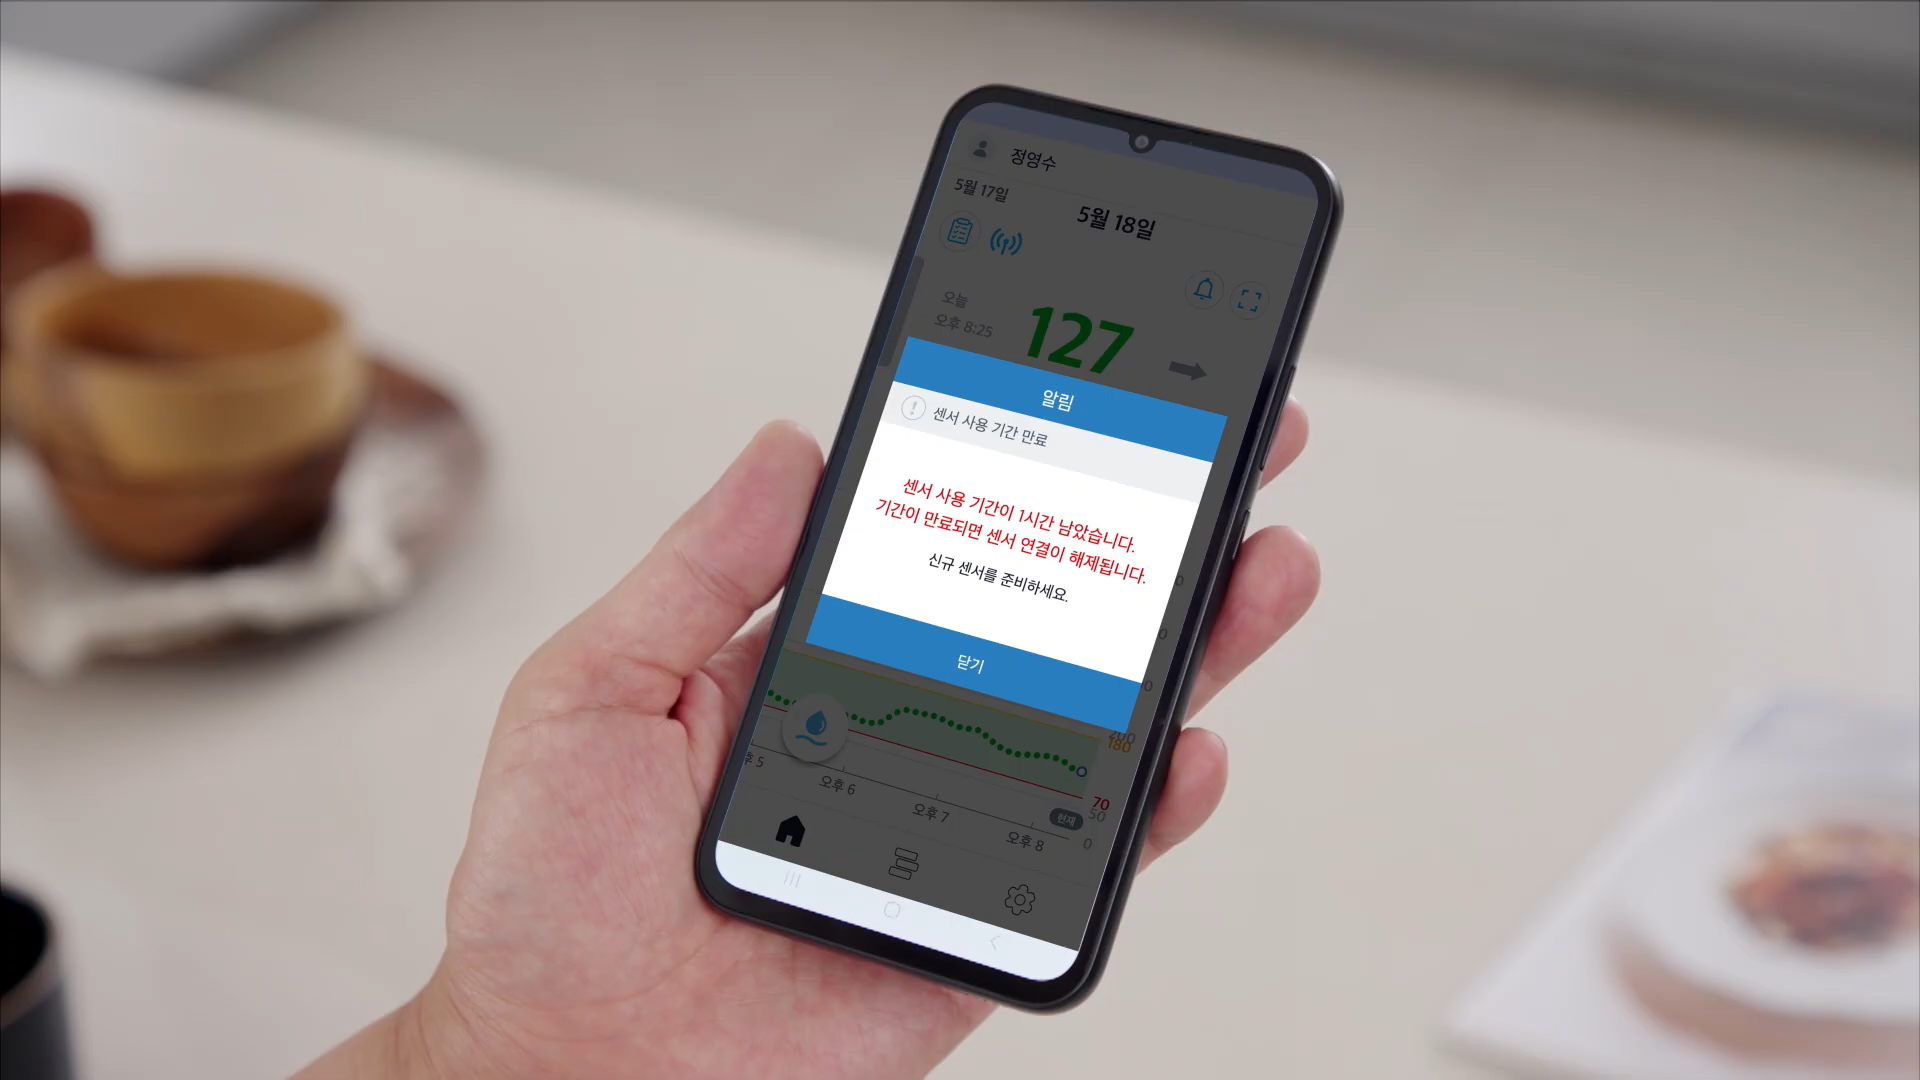 정영수
5월 17일
5월 18일
오늘
오후 8:25
127
알림
센서 사용 기간 만료
센서 사용 기간이 1시간 남았습니다.
기간이 만료되면 센서 연결이 해제됩니다.
신규 센서를 준비하세요.
닫기
200
180
70
50
0
현재
오후 6
오후 7
오후 8